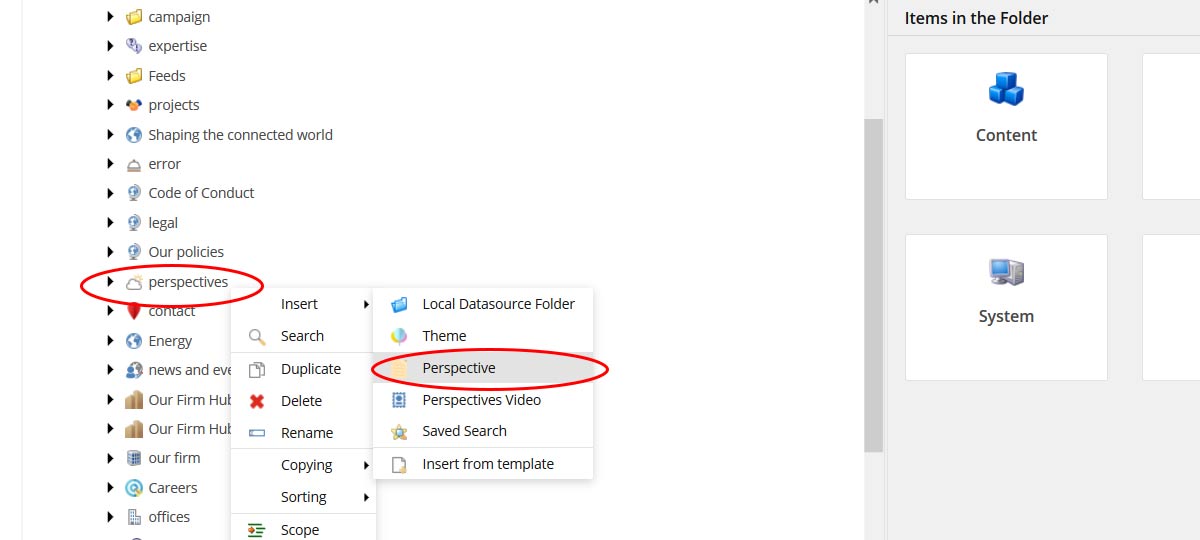 campaign
expertise
Feeds
projects
Shaping the connected world
error
Code of Conduct
legal
Our policies
perspectives
contact
Energy
news and eve
Our Firm Hub
Our Firm Hub
our firm
Careers
offices
Insert
Search
Duplicate
Delete
Rename
Copying
Sorting
Scope
Local Datasource Folder
Theme
Perspective
Perspectives Video
Saved Search
Insert from template
Items in the Folder
Content
System